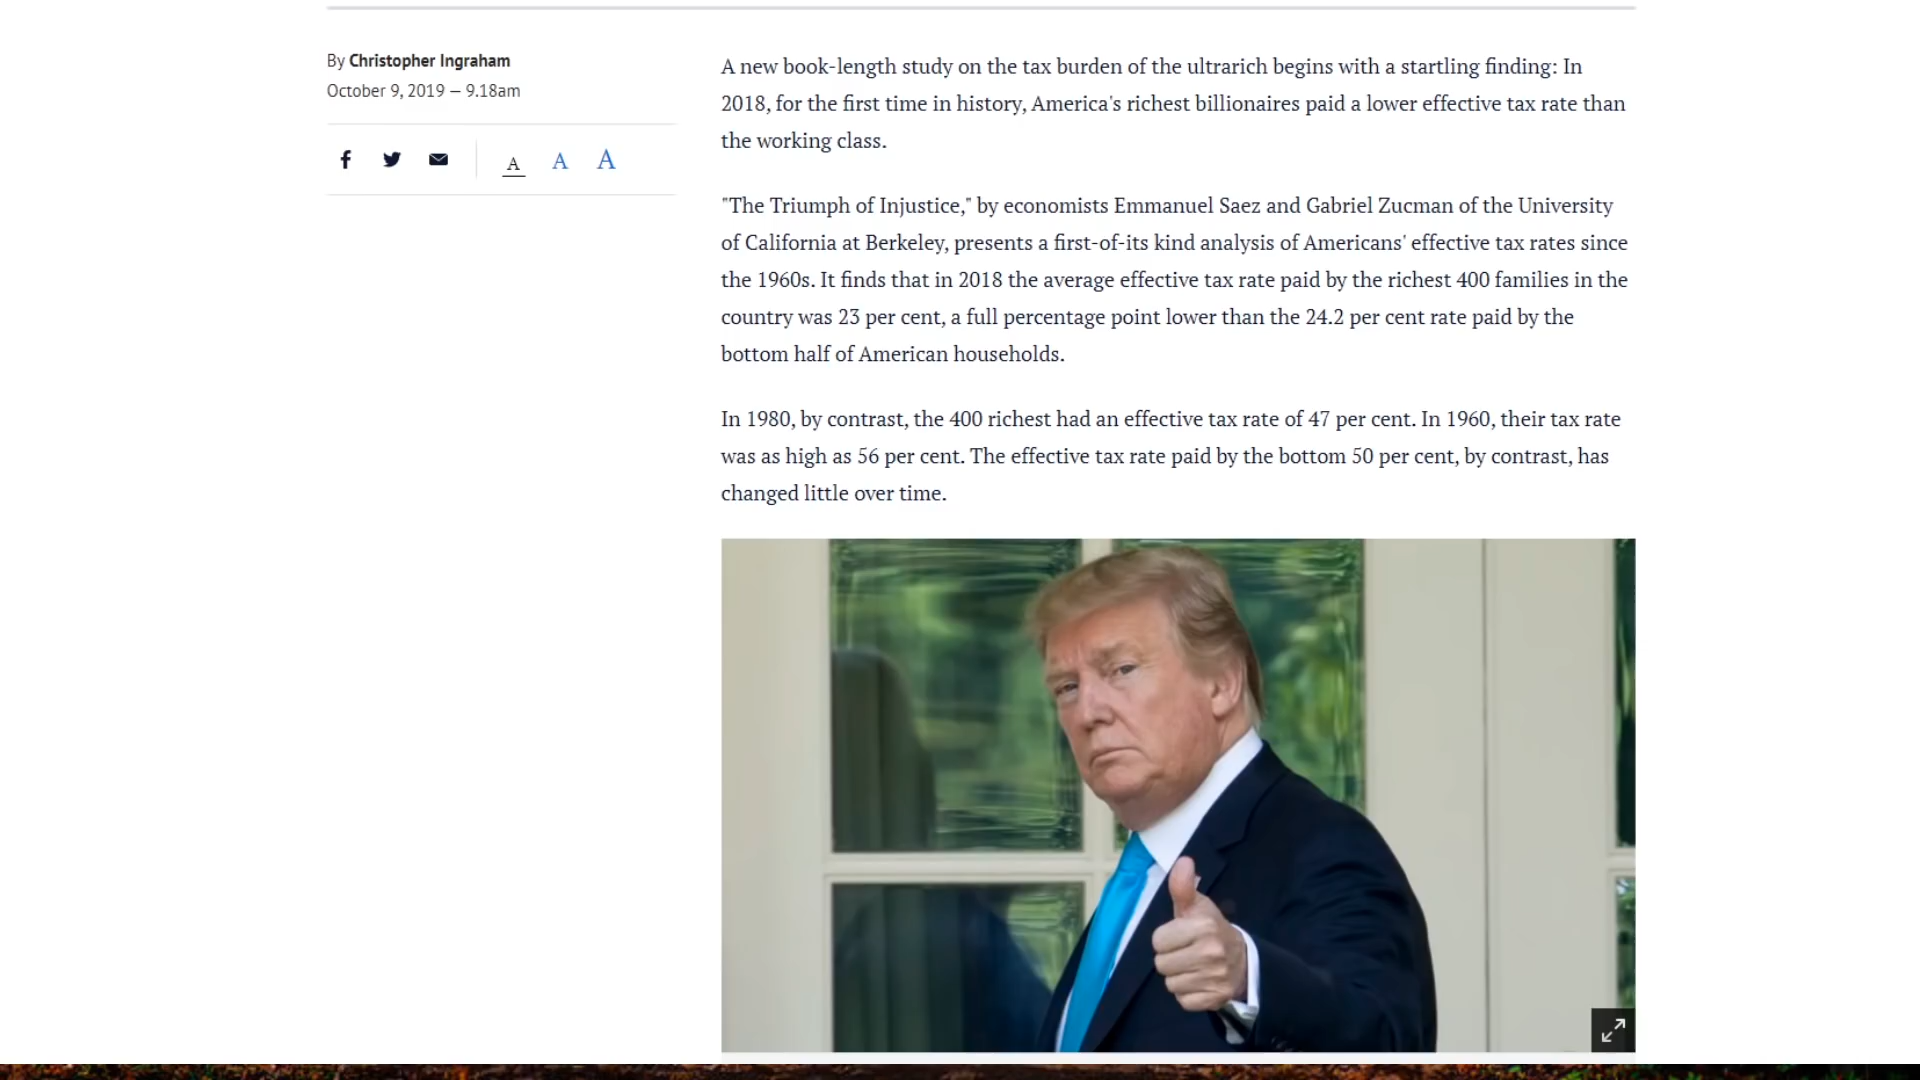 By Christopher Ingraham
October 9, 2019 — 9.18am
A A A
A new book-length study on the tax burden of the ultrarich begins with a startling finding: In
2018, for the first time in history, America's richest billionaires paid a lower effective tax rate than
the working class.
"The Triumph of Injustice," by economists Emmanuel Saez and Gabriel Zucman of the University
of California at Berkeley, presents a first-of-its kind analysis of Americans' effective tax rates since
the 1960s. It finds that in 2018 the average effective tax rate paid by the richest 400 families in the
country was 23 per cent, a full percentage point lower than the 24.2 per cent rate paid by the
bottom half of American households.
In 1980, by contrast, the 400 richest had an effective tax rate of 47 per cent. In 1960, their tax rate
was as high as 56 per cent. The effective tax rate paid by the bottom 50 per cent, by contrast, has
changed little over time.